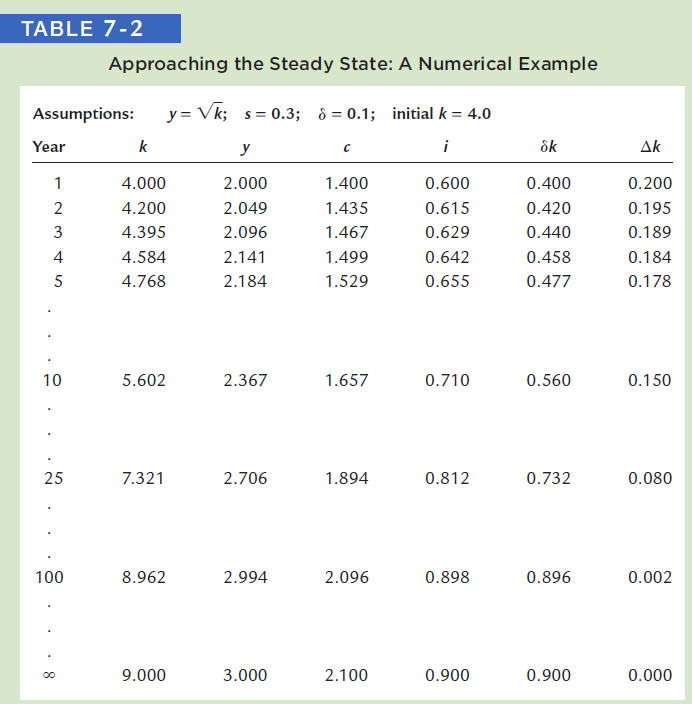 TABLE 7-2
Approaching the Steady State: A Numerical Example
Assumptions: y = √k; s = 0.3; δ = 0.1; initial k = 4.0
Year k y c i δk Δk
1 4.000 2.000 1.400 0.600 0.400 0.200
2 4.200 2.049 1.435 0.615 0.420 0.195
3 4.395 2.096 1.467 0.629 0.440 0.189
4 4.584 2.141 1.499 0.642 0.458 0.184
5 4.768 2.184 1.529 0.655 0.477 0.178
.
.
.
10 5.602 2.367 1.657 0.710 0.560 0.150
.
.
.
25 7.321 2.706 1.894 0.812 0.732 0.080
.
.
.
100 8.962 2.994 2.096 0.898 0.896 0.002
.
.
.
∞ 9.000 3.000 2.100 0.900 0.900 0.000